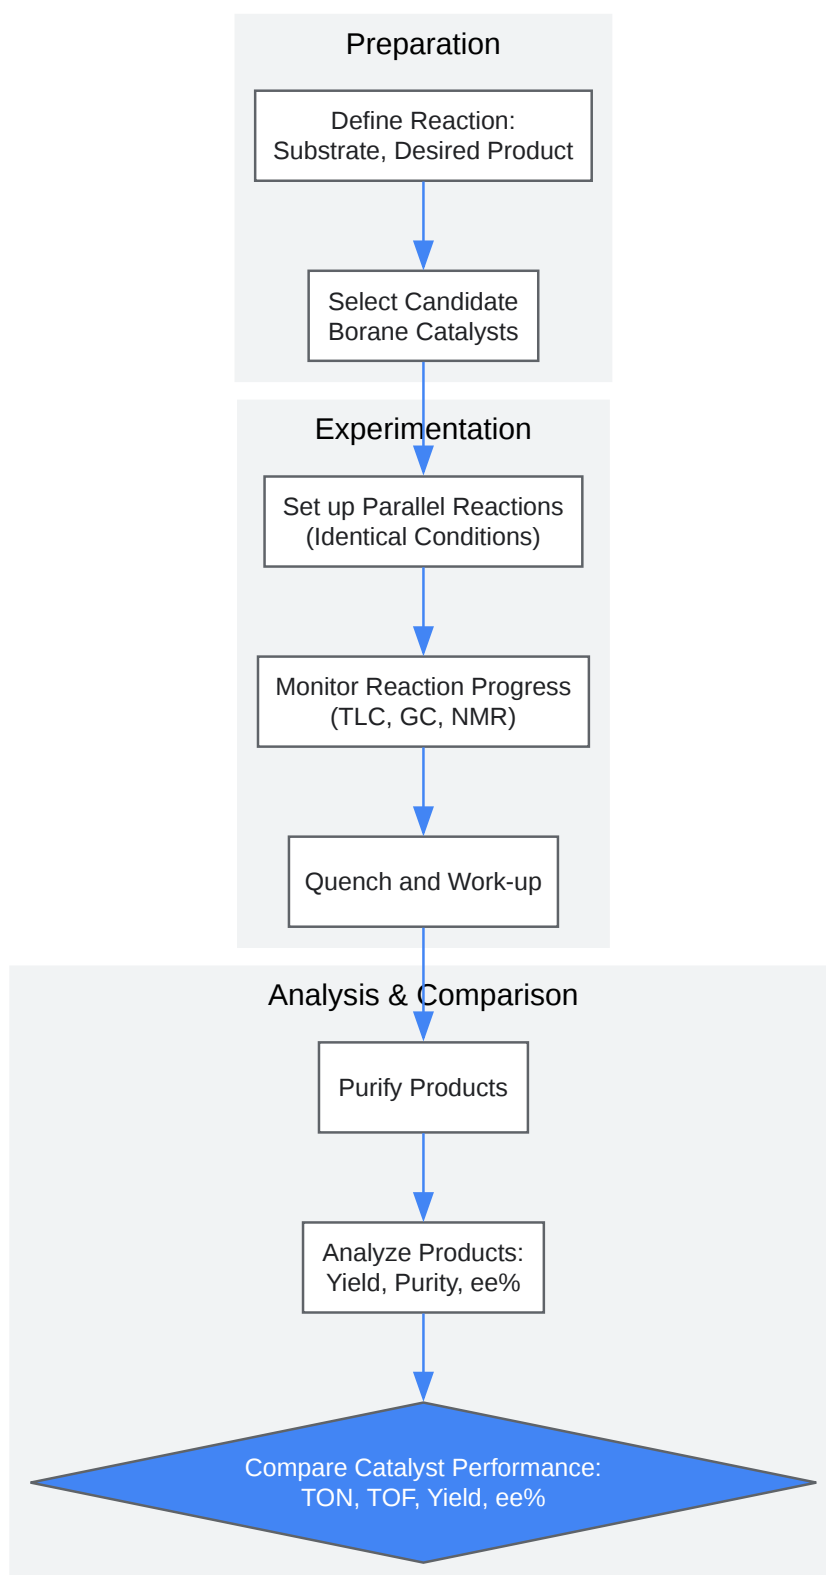 Preparation
Define Reaction:
Substrate, Desired Product
Select Candidate
Borane Catalysts
Experimentation
Set up Parallel Reactions
(Identical Conditions)
Monitor Reaction Progress
(TLC, GC, NMR)
Quench and Work-up
Analysis & Comparison
Purify Products
Analyze Products:
Yield, Purity, ee%
Compare Catalyst Performance:
TON, TOF, Yield, ee%